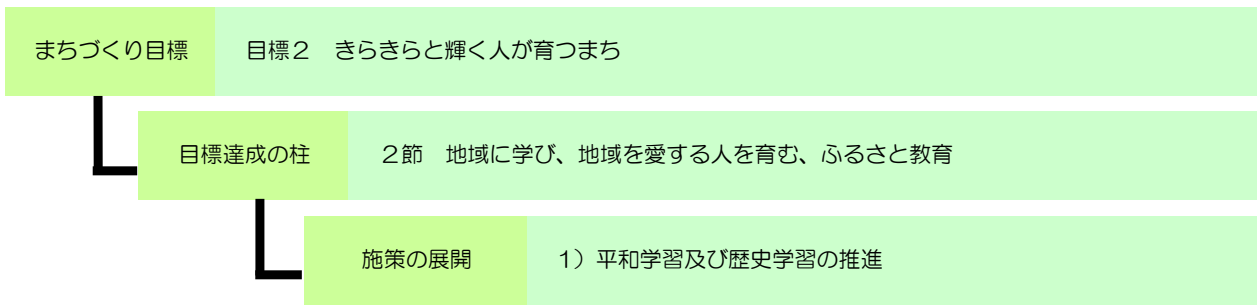 まちづくり目標　目標２　きらきらと輝く人が育つまち
目標達成の柱　２節　地域に学び、地域を愛する人を育む、ふるさと教育
施策の展開　1）平和学習及び歴史学習の推進